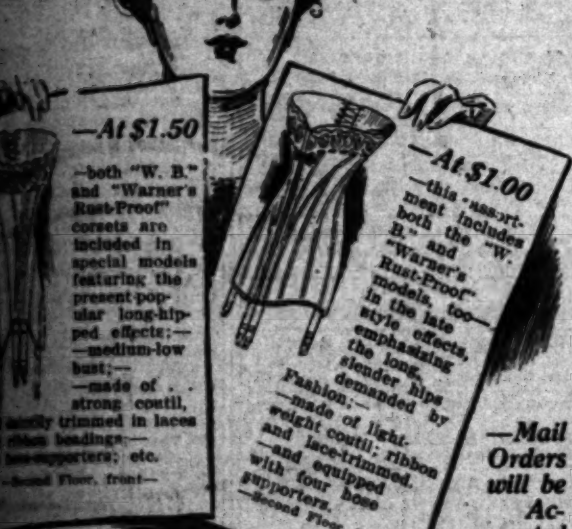 —At $1.50
—both "W. B."
and "Warner's
Rust-Proof"
corsets are
included in
special models
featuring the
present-pop-
ular long-hip-
ped effects;—
—medium-low
bust;—
—made of . .
strong coutil,
trimmed in laces
ribbon beadings;—
hose-supporters; etc.
—Second Floor, front—
—At $1.00
—this assort-
ment includes
both the "W.
B." and
"Warner's
Rust-Proof"
models, too—
in the late
style effects,
emphasizing
the long,
slender hips
demanded by
Fashion;—
—made of light-
weight coutil; ribbon
and lace-trimmed.
—and equipped
with four hose
supporters.
—Second Floor
—Mail
Orders
will be
Ac-